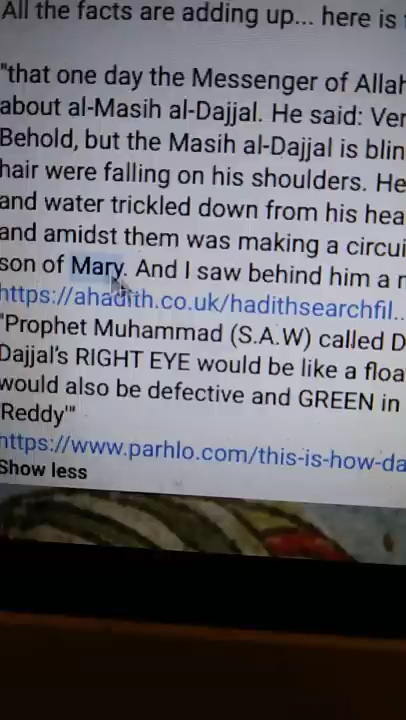 All the facts are adding up... here is
"that one day the Messenger of Allah
about al-Masih al-Dajjal. He said: Ver
Behold, but the Masih al-Dajjal is blin
hair were falling on his shoulders. He
and water trickled down from his hea
and amidst them was making a circui
son of Mary. And I saw behind him a r
https://ahadith.co.uk/hadithsearchfil...
"Prophet Muhammad (S.A.W) called D
Dajjal's RIGHT EYE would be like a floa
would also be defective and GREEN in
'Reddy'"
https://www.parhlo.com/this-is-how-da
Show less